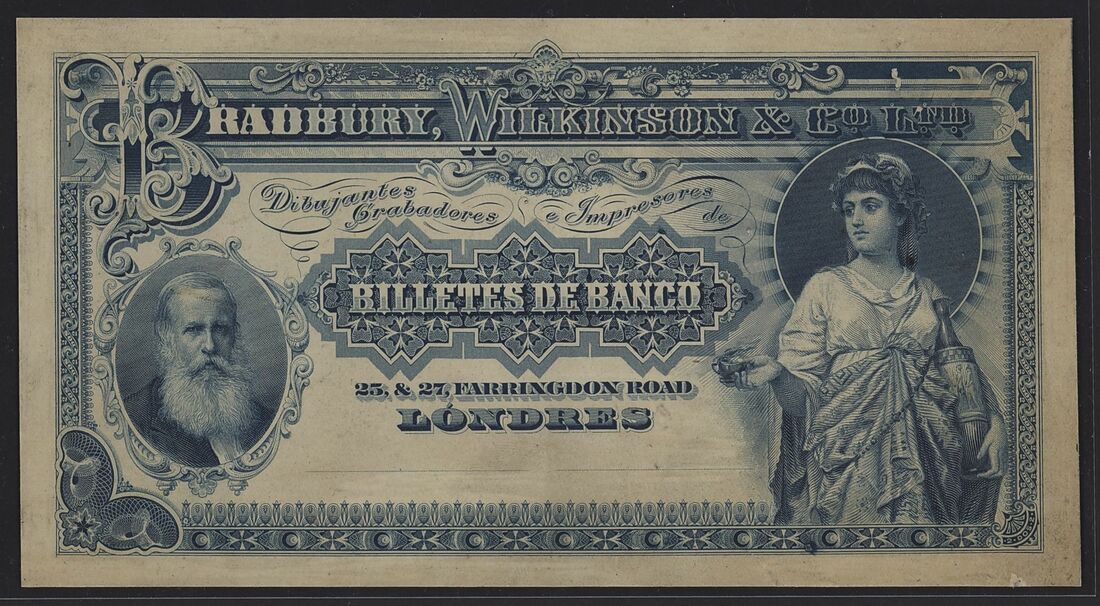 BRADBURY, WILKINSON & Co. LTD.
Dibujantes
Grabadores e Impresores
de
BILLETES DE BANCO
25, & 27, FARRINGDON ROAD
LONDRES